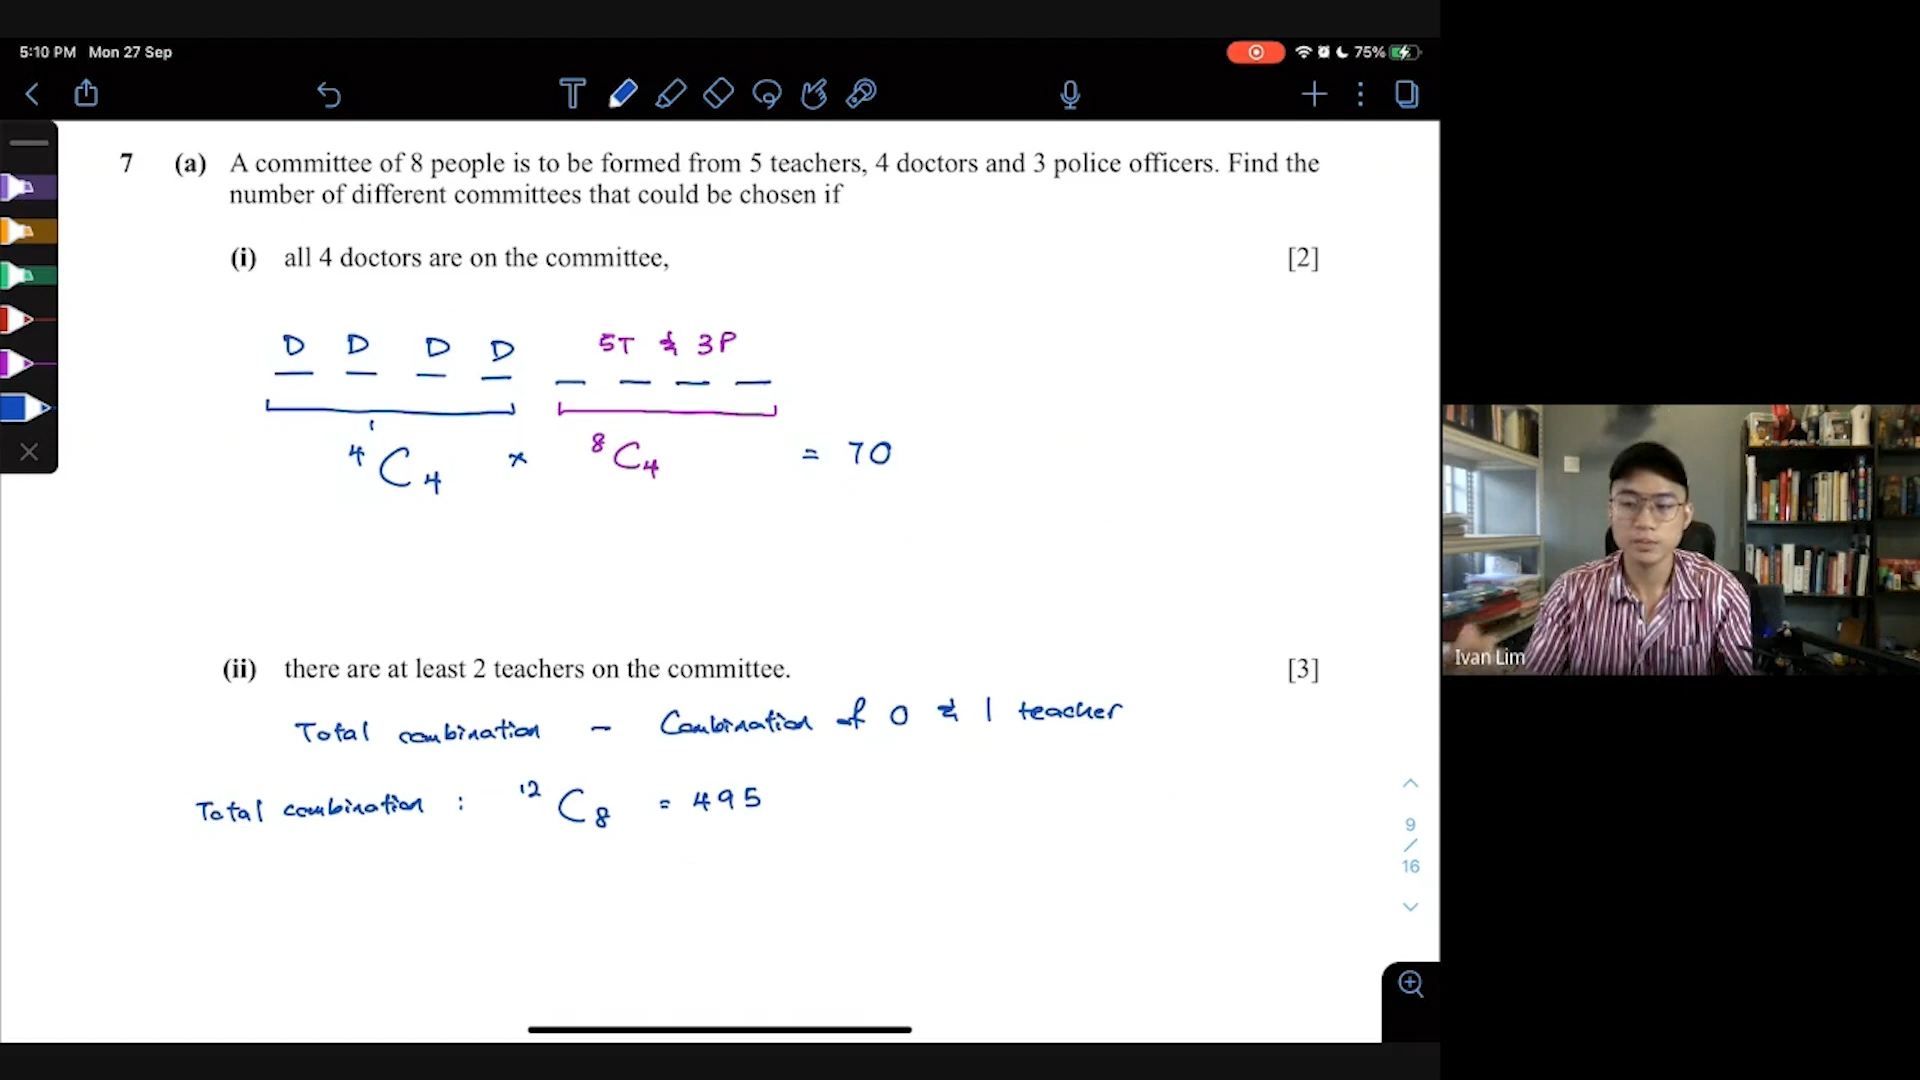 5:10 PM Mon 27 Sep
75%
7 (a) A committee of 8 people is to be formed from 5 teachers, 4 doctors and 3 police officers. Find the
number of different committees that could be chosen if
(i) all 4 doctors are on the committee, [2]
D D D D 5T & 3P
⁴C₄ × ⁸C₄ = 70
(ii) there are at least 2 teachers on the committee. [3]
Total combination - Combination of 0 & 1 teacher
Total combination : ¹²C₈ = 495
9
/
16
Ivan Lim